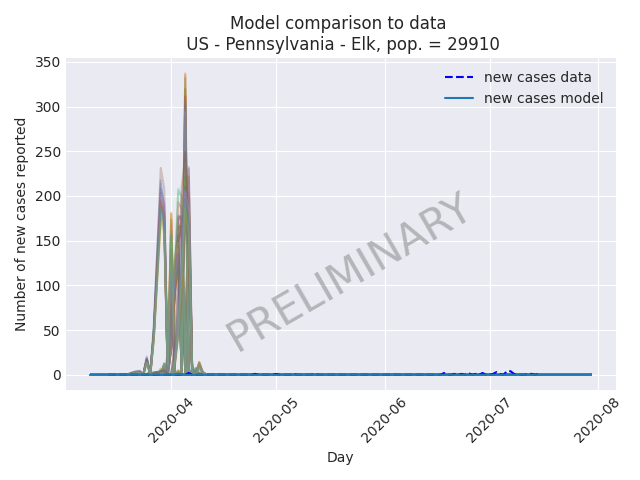 Model comparison to data
US - Pennsylvania - Elk, pop. = 29910
new cases data
new cases model
Number of new cases reported
350
300
250
200
150
100
50
0
PRELIMINARY
2020-04
2020-05
2020-06
2020-07
2020-08
Day